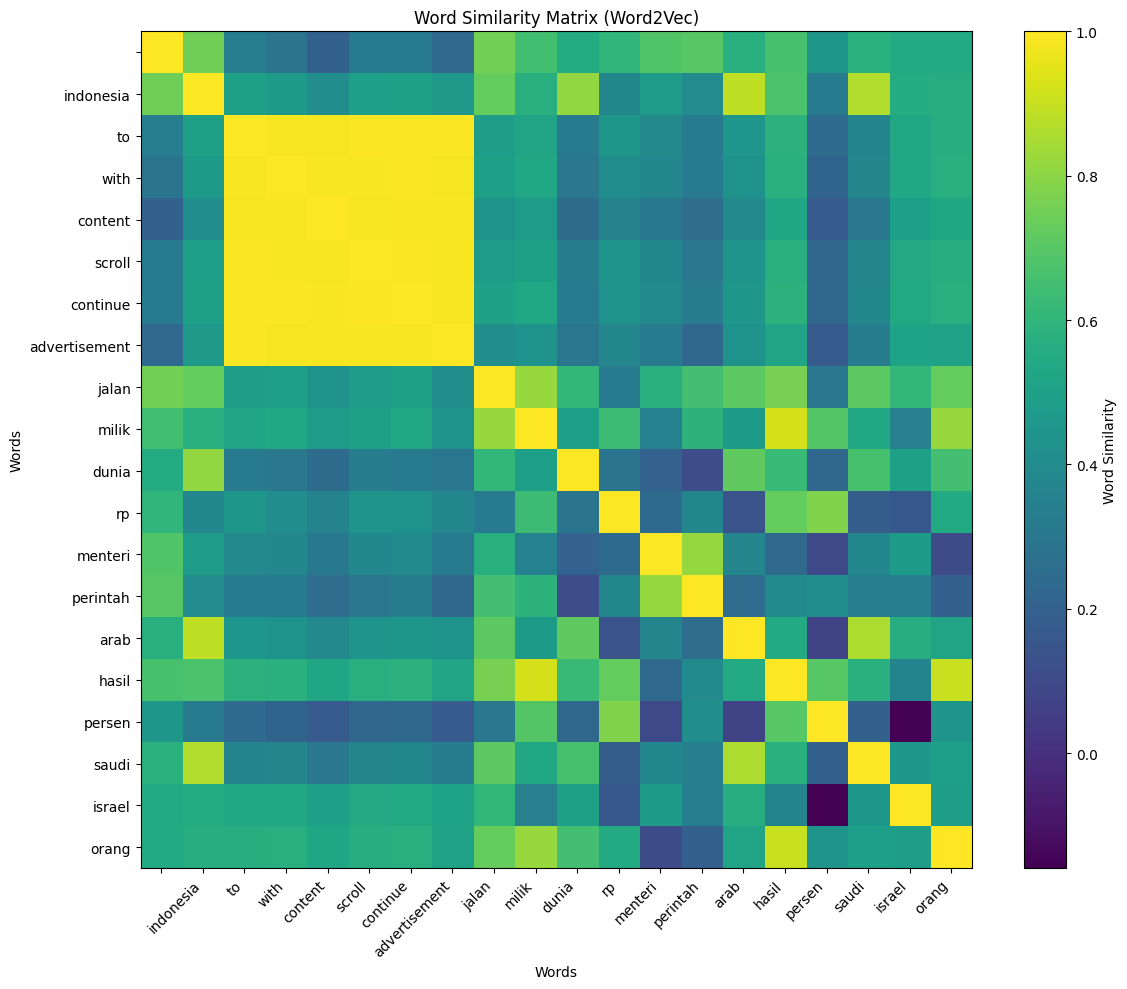 Word Similarity Matrix (Word2Vec)
indonesia
to
with
content
scroll
continue
advertisement
jalan
milik
dunia
rp
menteri
perintah
arab
hasil
persen
saudi
israel
orang
Words
indonesia
to
with
content
scroll
continue
advertisement
jalan
milik
dunia
rp
menteri
perintah
arab
hasil
persen
saudi
israel
orang
Words
1.0
0.8
0.6
0.4
0.2
0.0
Word Similarity